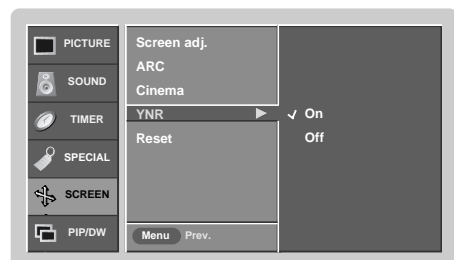 PICTURE
SOUND
TIMER
SPECIAL
SCREEN
PIP/DW
Screen adj.
ARC
Cinema
YNR
Reset
On
Off
Menu Prev.